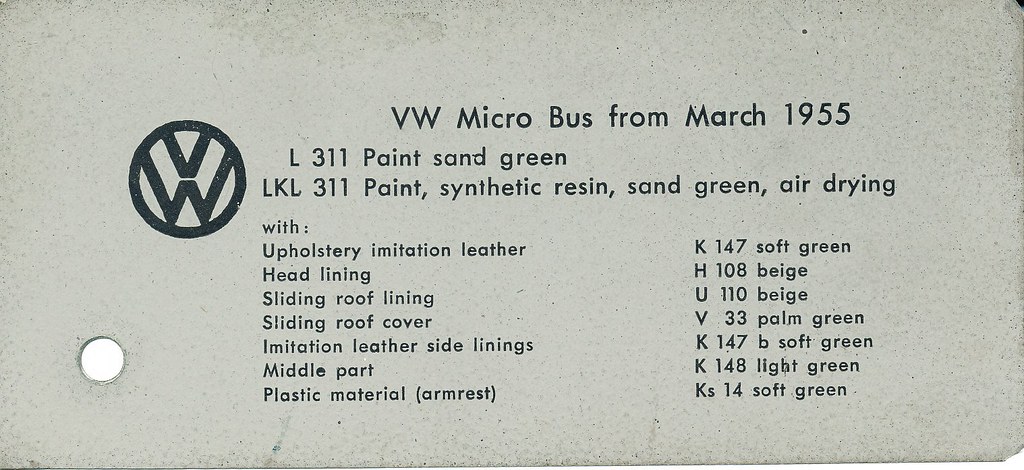 VW Micro Bus from March 1955
L 311 Paint sand green
LKL 311 Paint, synthetic resin, sand green, air drying
with:
Upholstery imitation leather K 147 soft green
Head lining H 108 beige
Sliding roof lining U 110 beige
Sliding roof cover V 33 palm green
Imitation leather side linings K 147 b soft green
Middle part K 148 light green
Plastic material (armrest) Ks 14 soft green